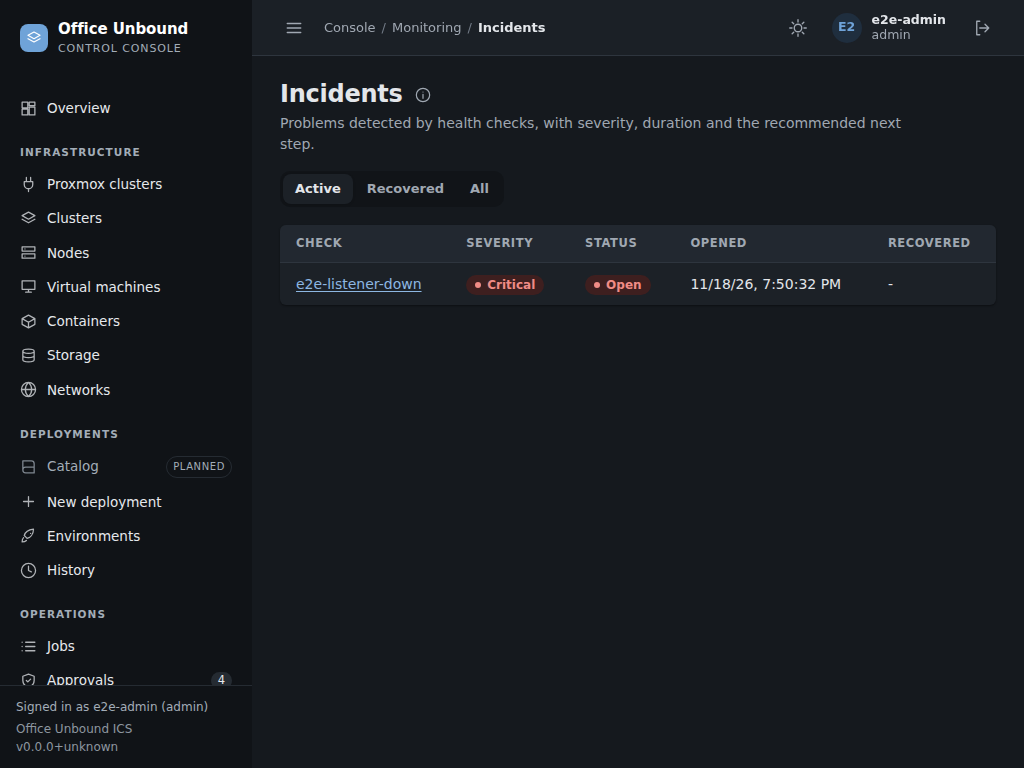 Office Unbound
CONTROL CONSOLE
Overview
INFRASTRUCTURE
Proxmox clusters
Clusters
Nodes
Virtual machines
Containers
Storage
Networks
DEPLOYMENTS
Catalog PLANNED
New deployment
Environments
History
OPERATIONS
Jobs
Approvals 4
Signed in as e2e-admin (admin)
Office Unbound ICS
v0.0.0+unknown
Console / Monitoring / Incidents
E2 e2e-admin
admin
Incidents
Problems detected by health checks, with severity, duration and the recommended next
step.
Active Recovered All
CHECK SEVERITY STATUS OPENED RECOVERED
e2e-listener-down Critical Open 11/18/26, 7:50:32 PM -